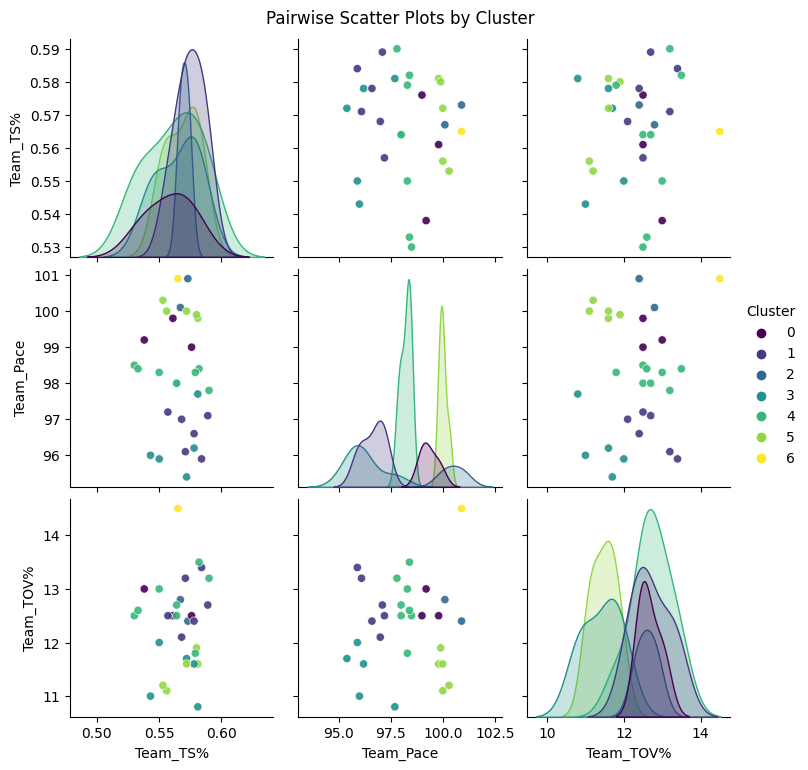 Pairwise Scatter Plots by Cluster
0.59
0.58
0.57
0.56
0.55
0.54
0.53
Team_TS%
101
100
99
98
97
96
Team_Pace
Cluster
0
1
2
3
4
5
6
14
13
12
11
Team_TOV%
0.50 0.55 0.60
95.0 97.5 100.0 102.5
10 12 14
Team_TS%
Team_Pace
Team_TOV%